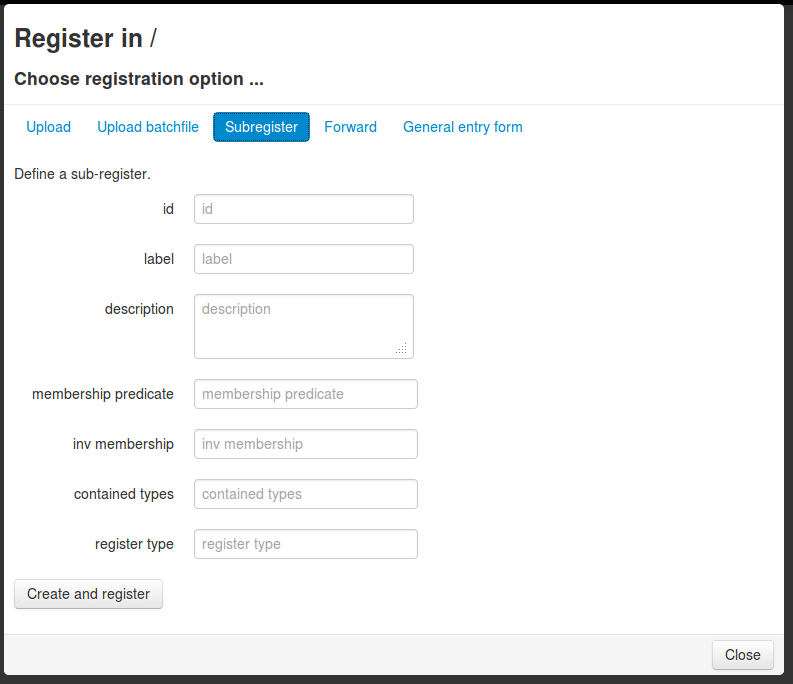 Register in /
Choose registration option ...
Upload Upload batchfile Subregister Forward General entry form
Define a sub-register.
id id
label label
description description
membership predicate membership predicate
inv membership inv membership
contained types contained types
register type register type
Create and register
Close